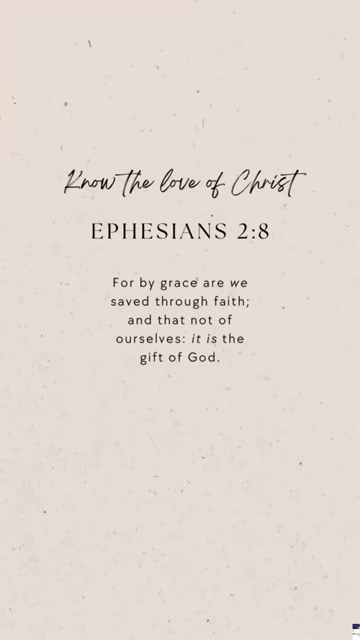 Know the love of Christ
EPHESIANS 2:8
For by grace are we
saved through faith;
and that not of
ourselves: it is the
gift of God.